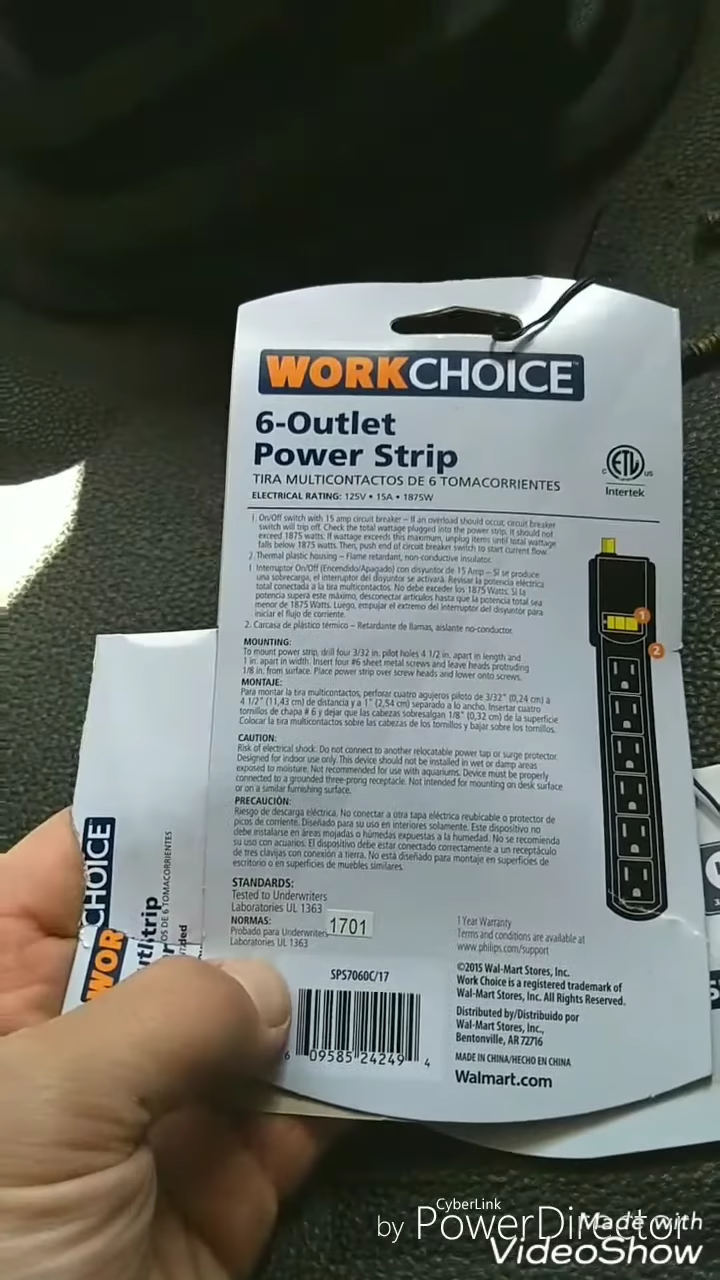 WORKCHOICE™
6-Outlet
Power Strip
TIRA MULTICONTACTOS DE 6 TOMACORRIENTES
ELECTRICAL RATING: 125V • 15A • 1875W
ETL
C US
Intertek
1. On/Off switch with 15 amp circuit breaker – If an overload should occur, circuit breaker
switch will trip off. Check the total wattage plugged into the power strip. It should not
exceed 1875 watts. If wattage exceeds this maximum, unplug items until total wattage
falls below 1875 watts. Then, push end of circuit breaker switch to start current flow.
2. Thermal plastic housing – Flame retardant, non-conductive insulator.
1. Interruptor On/Off (Encendido/Apagado) con disyuntor de 15 Amp – Si se produce
una sobrecarga, el interruptor del disyuntor se activará. Revisar la potencia eléctrica
total conectada a la tira multicontactos. No debe exceder los 1875 Watts. Si la
potencia supera este máximo, desconectar artículos hasta que la potencia total sea
menor de 1875 Watts. Luego, empujar el extremo del interruptor del disyuntor para
iniciar el flujo de corriente.
2. Carcasa de plástico térmico – Retardante de llamas, aislante no-conductor.
1
2
MOUNTING:
To mount power strip, drill four 3/32 in. pilot holes 4 1/2 in. apart in length and
1 in. apart in width. Insert four #6 sheet metal screws and leave heads protruding
1/8 in. from surface. Place power strip over screw heads and lower onto screws.
MONTAJE:
Para montar la tira multicontactos, perforar cuatro agujeros piloto de 3/32" (0,24 cm) a
4 1/2" (11,43 cm) de distancia y a 1" (2,54 cm) separado a lo ancho. Insertar cuatro
tornillos de chapa # 6 y dejar que las cabezas sobresalgan 1/8" (0,32 cm) de la superficie
Colocar la tira multicontactos sobre las cabezas de los tornillos y bajar sobre los tornillos.
CAUTION:
Risk of electrical shock. Do not connect to another relocatable power tap or surge protector.
Designed for indoor use only. This device should not be installed in wet or damp areas
exposed to moisture. Not recommended for use with aquariums. Device must be properly
connected to a grounded three-prong receptacle. Not intended for mounting on desk surface
or on a similar furnishing surface.
PRECAUCIÓN:
Riesgo de descarga eléctrica. No conectar a otra tapa eléctrica reubicable o protector de
picos de corriente. Diseñado para su uso en interiores solamente. Este dispositivo no
debe instalarse en áreas mojadas o húmedas expuestas a la humedad. No se recomienda
su uso con acuarios. El dispositivo debe estar conectado correctamente a un receptáculo
de tres clavijas con conexión a tierra. No está diseñado para montaje en superficies de
escritorio o en superficies de muebles similares.
STANDARDS:
Tested to Underwriters
Laboratories UL 1363
NORMAS:
Probado para Underwriters
Laboratories UL 1363
1701
1 Year Warranty
Terms and conditions are available at
www.philips.com/support
SPS7060C/17
6 09585 24249 4
©2015 Wal-Mart Stores, Inc.
Work Choice is a registered trademark of
Wal-Mart Stores, Inc. All Rights Reserved.
Distributed by/Distribuido por
Wal-Mart Stores, Inc.,
Bentonville, AR 72716
MADE IN CHINA/HECHO EN CHINA
Walmart.com
WOR CHOICE
trip
OS DE 6 TOMACORRIENTES
CyberLink
by PowerDirector
Made with
VideoShow